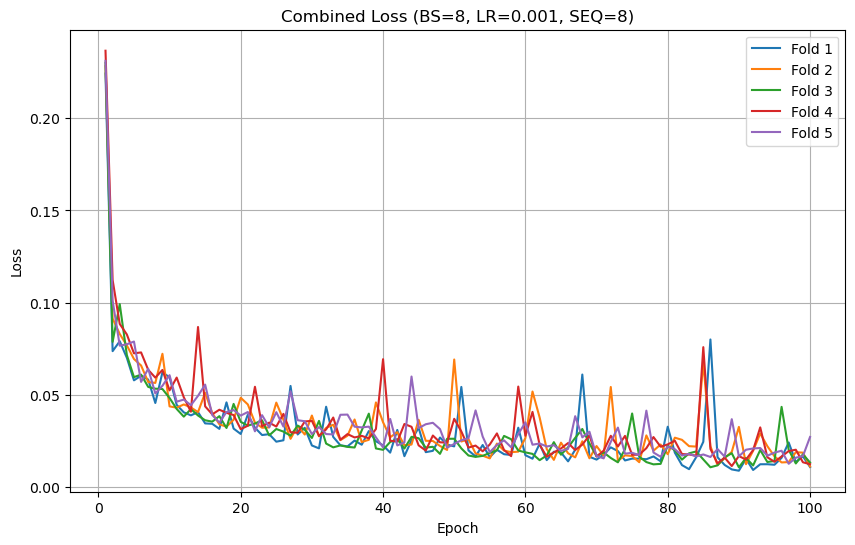 Combined Loss (BS=8, LR=0.001, SEQ=8)
Fold 1
Fold 2
Fold 3
Fold 4
Fold 5
Loss
0.20
0.15
0.10
0.05
0.00
0 20 40 60 80 100
Epoch